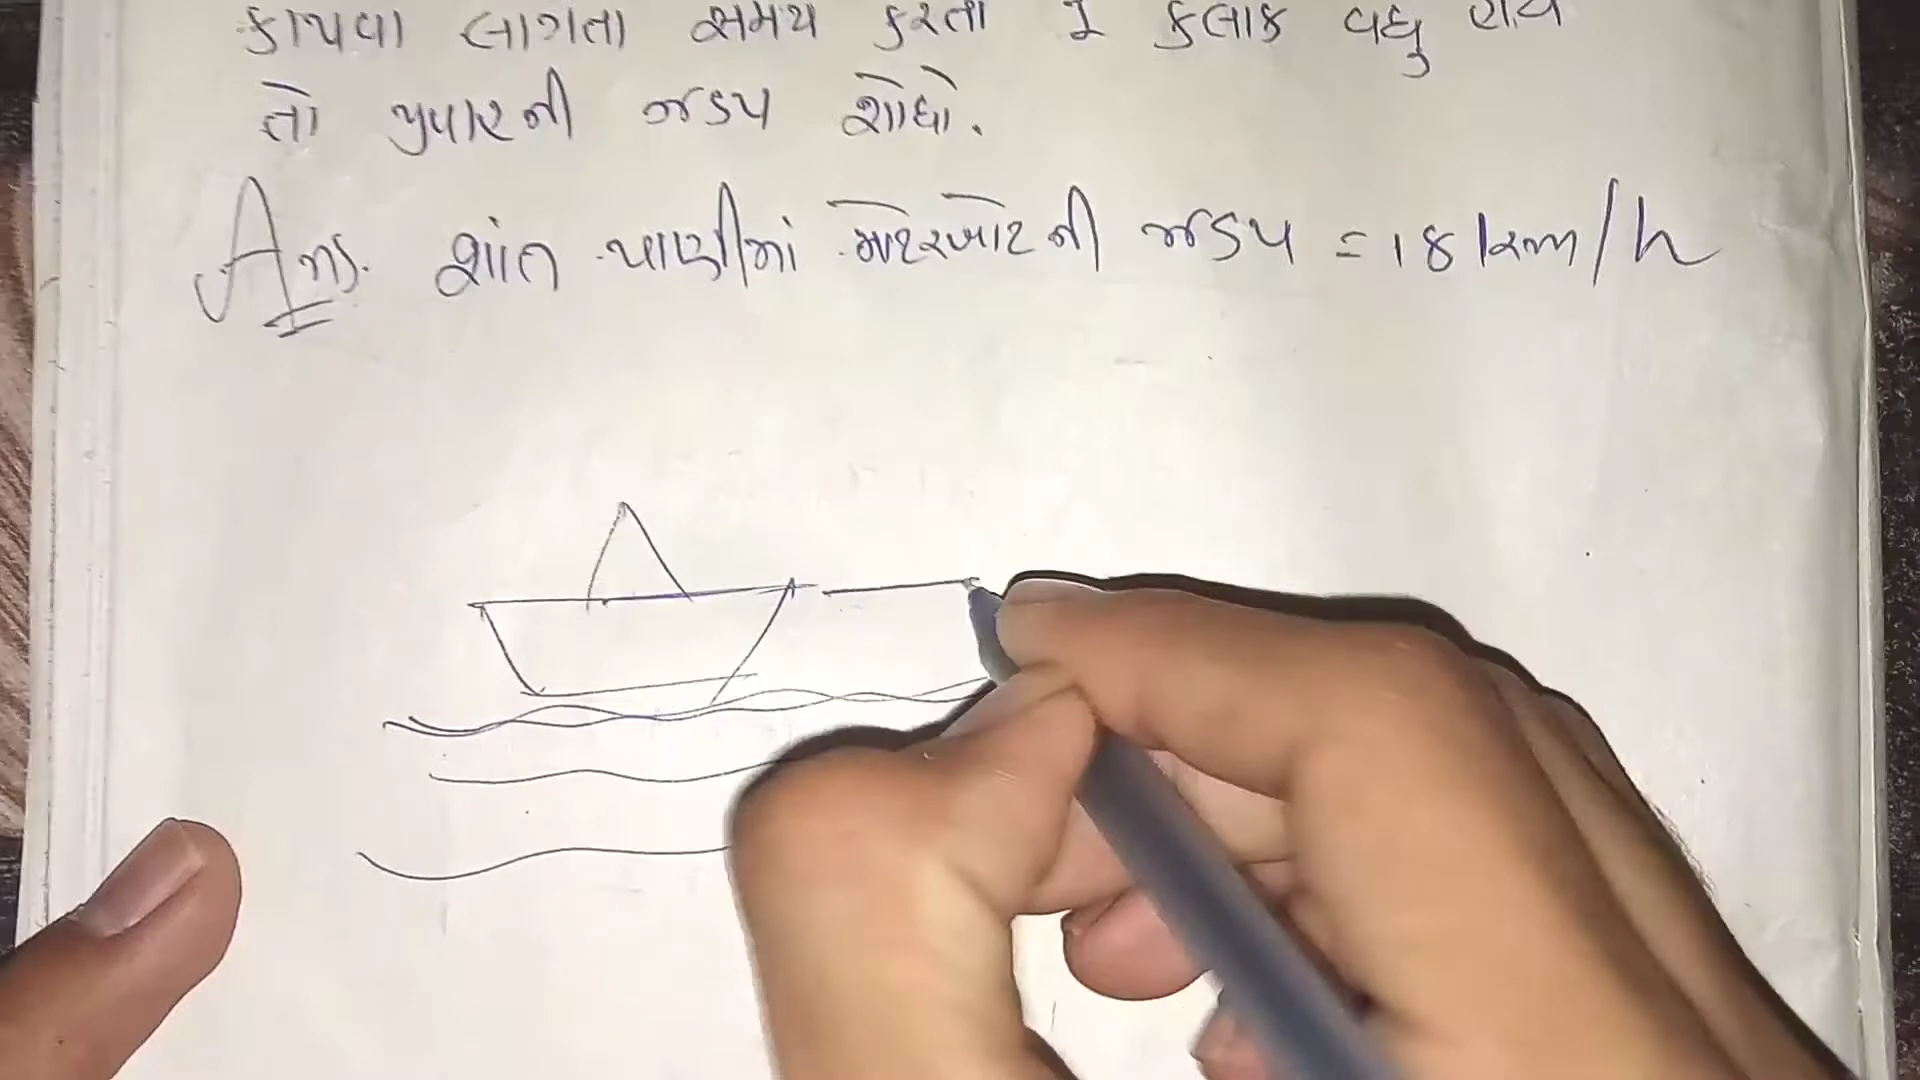 કાપવા લાગતા સમય કરતા 1 કલાક વધુ હોય
તો પ્રવાહની ઝડપ શોધો.
Ans. શાંત પાણીમાં મોટરબોટની ઝડપ = 18 km/h